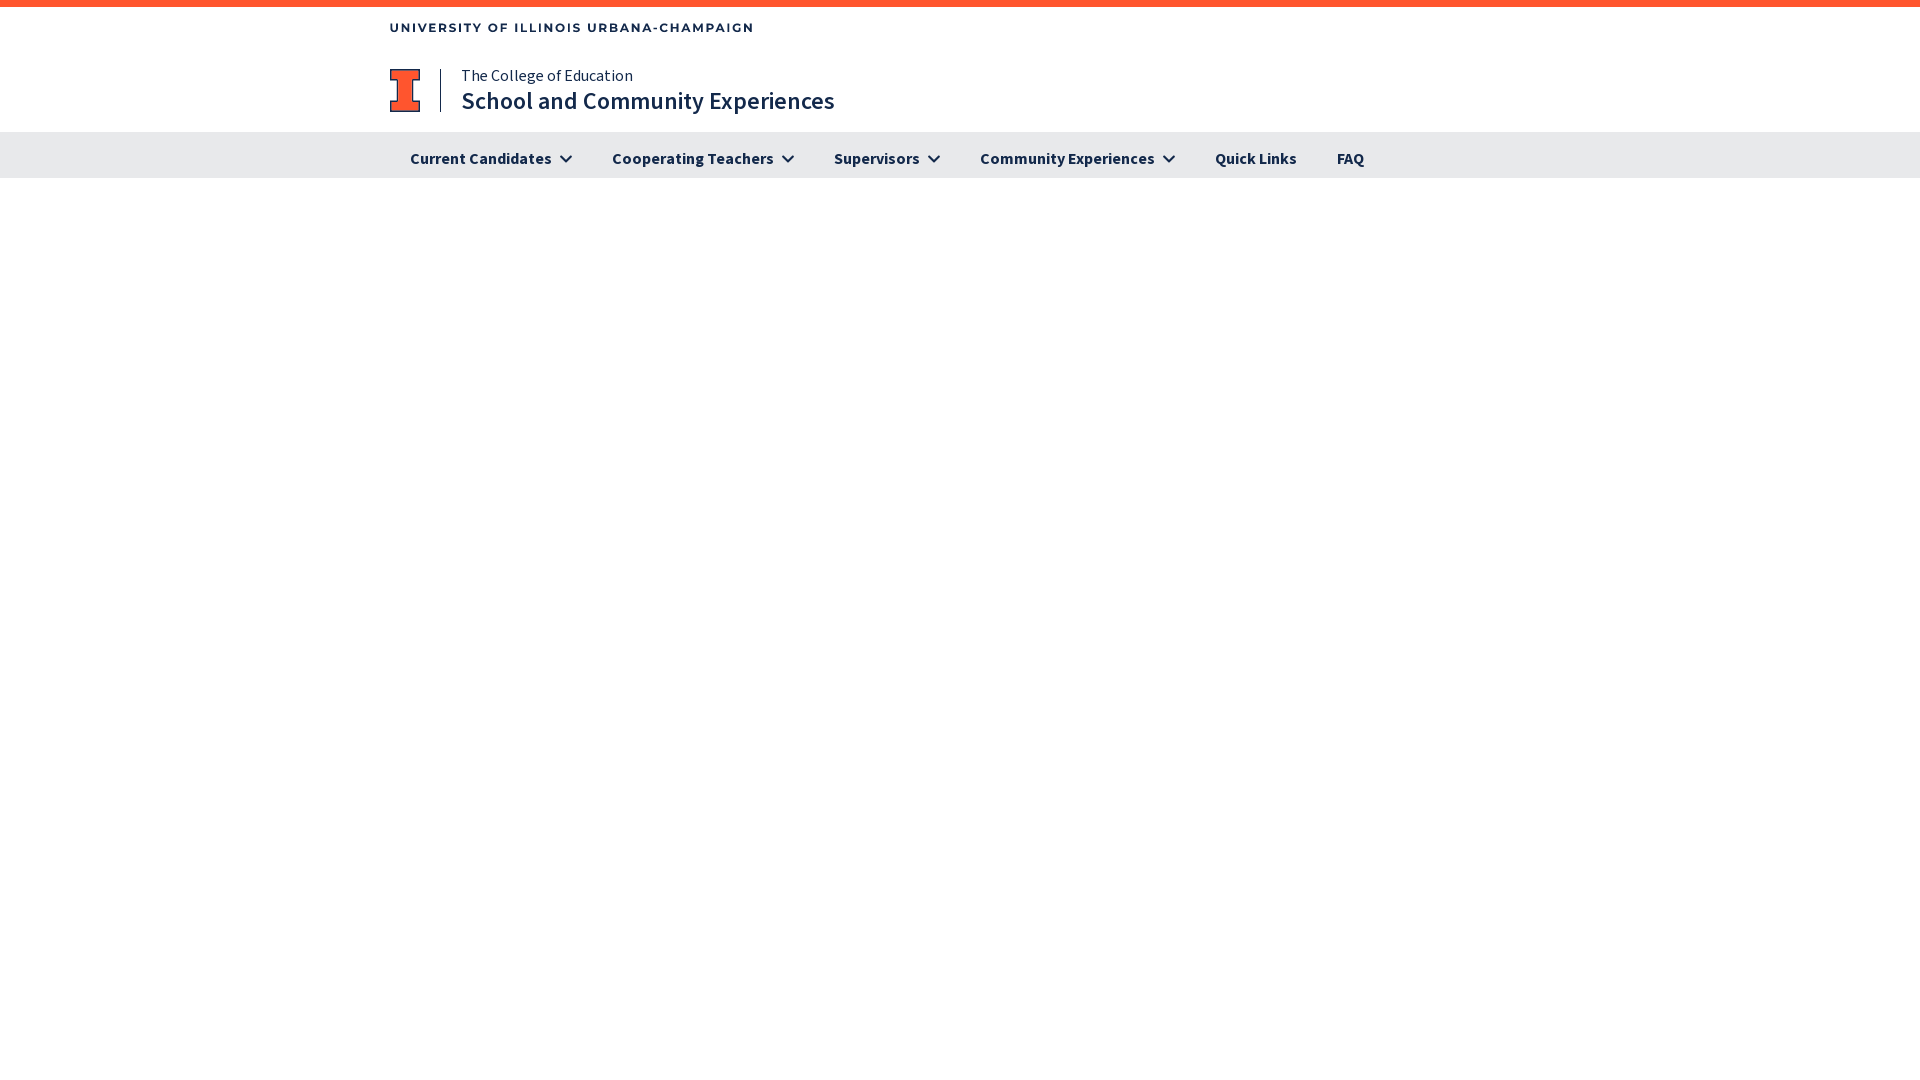 UNIVERSITY OF ILLINOIS URBANA-CHAMPAIGN
The College of Education
School and Community Experiences
Current Candidates Cooperating Teachers Supervisors Community Experiences Quick Links FAQ